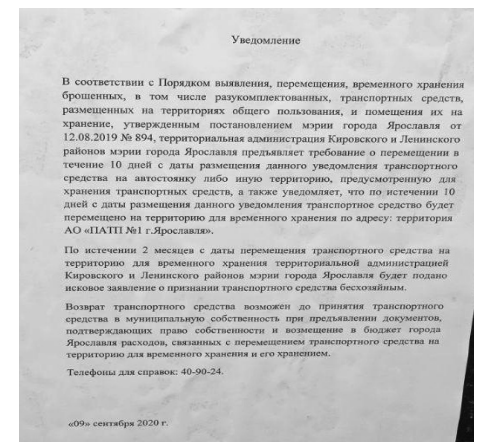 Уведомление
В соответствии с Порядком выявления, перемещения, временного хранения
брошенных, в том числе разукомплектованных, транспортных средств,
размещенных на территориях общего пользования, и помещения их на
хранение, утвержденным постановлением мэрии города Ярославля от
12.08.2019 № 894, территориальная администрация Кировского и Ленинского
районов мэрии города Ярославля предъявляет требование о перемещении в
течение 10 дней с даты размещения данного уведомления транспортного
средства на автостоянку либо иную территорию, предусмотренную для
хранения транспортных средств, а также уведомляет, что по истечении 10
дней с даты размещения данного уведомления транспортное средство будет
перемещено на территорию для временного хранения по адресу: территория
АО «ПАТП №1 г.Ярославля».
По истечении 2 месяцев с даты перемещения транспортного средства на
территорию для временного хранения территориальной администрацией
Кировского и Ленинского районов мэрии города Ярославля будет подано
исковое заявление о признании транспортного средства бесхозяйным.
Возврат транспортного средства возможен до принятия транспортного
средства в муниципальную собственность при предъявлении документов,
подтверждающих право собственности и возмещение в бюджет города
Ярославля расходов, связанных с перемещением транспортного средства на
территорию для временного хранения и его хранением.
Телефоны для справок: 40-90-24.
«09» сентября 2020 г.